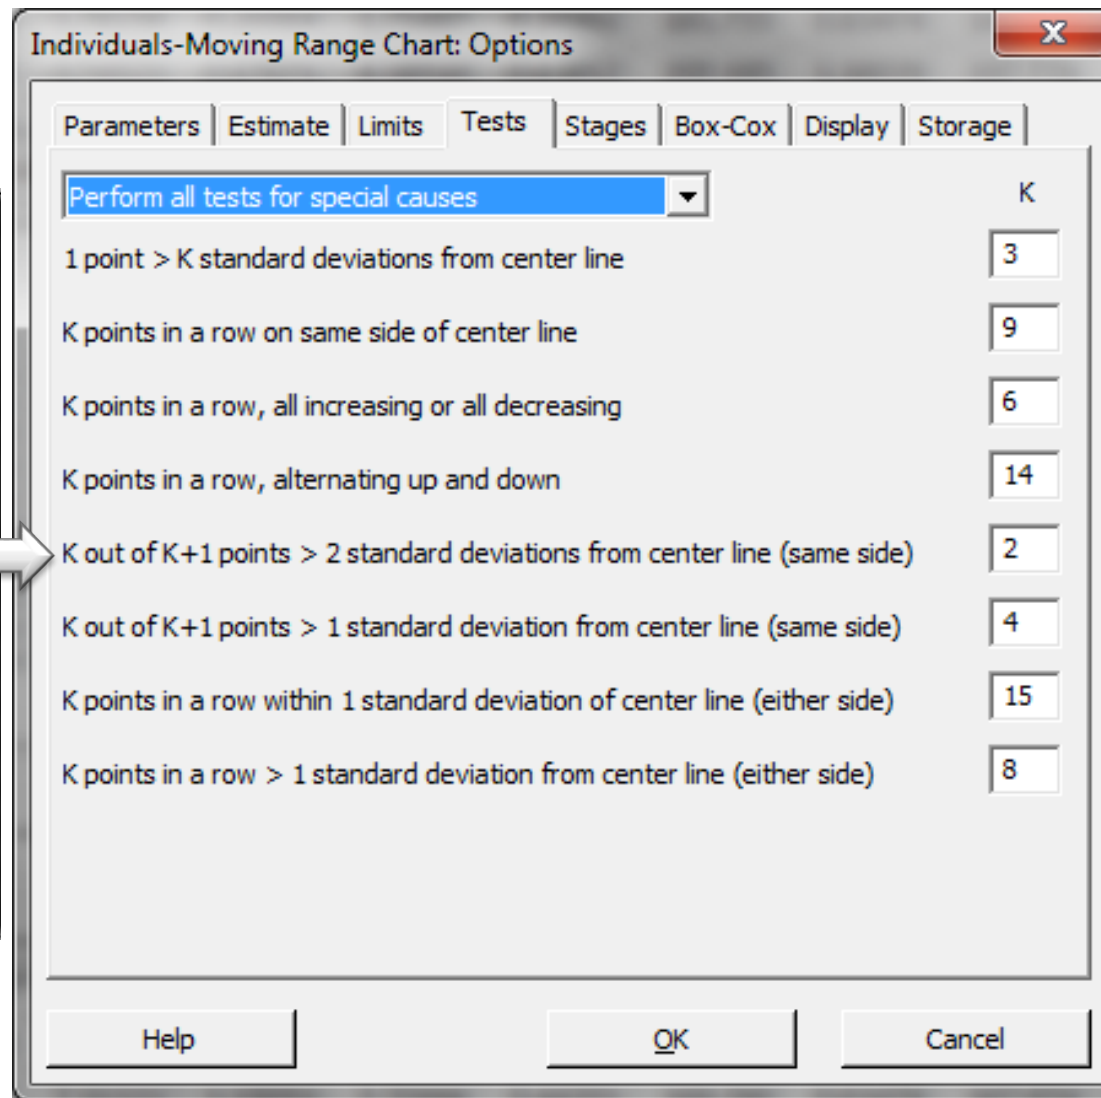 Individuals-Moving Range Chart: Options
Parameters Estimate Limits Tests Stages Box-Cox Display Storage
Perform all tests for special causes K
1 point > K standard deviations from center line 3
K points in a row on same side of center line 9
K points in a row, all increasing or all decreasing 6
K points in a row, alternating up and down 14
K out of K+1 points > 2 standard deviations from center line (same side) 2
K out of K+1 points > 1 standard deviation from center line (same side) 4
K points in a row within 1 standard deviation of center line (either side) 15
K points in a row > 1 standard deviation from center line (either side) 8
Help OK Cancel